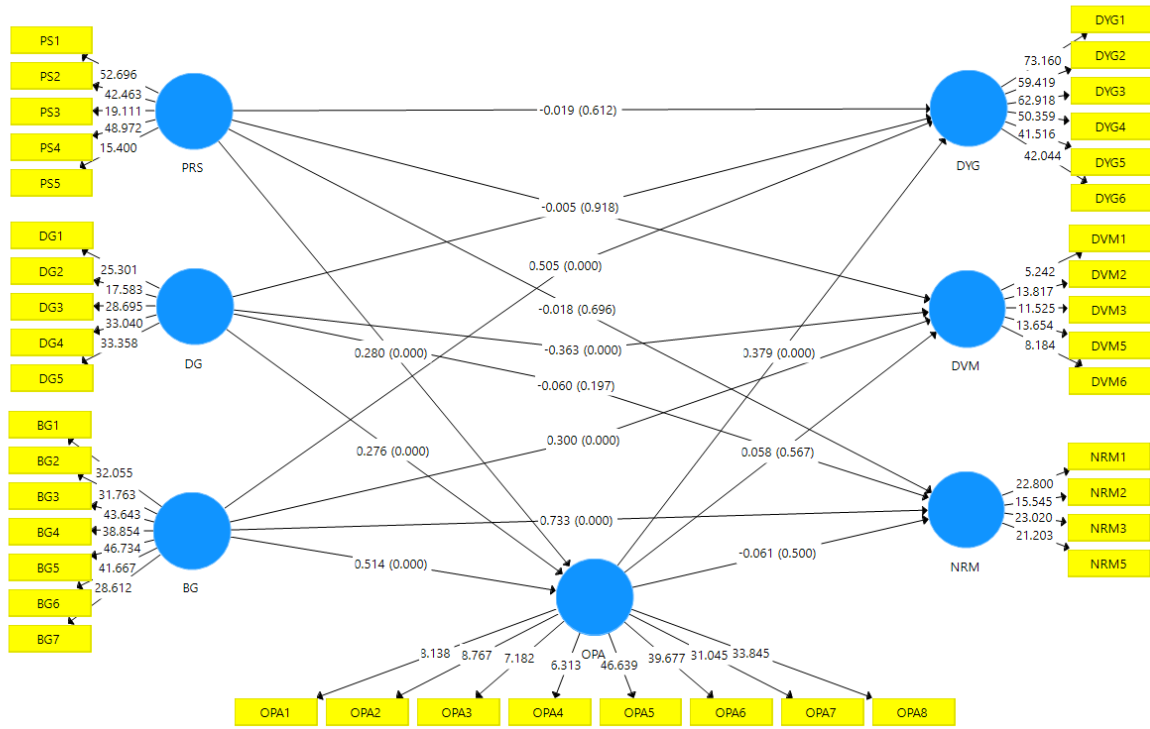 PS1
PS2
PS3
PS4
PS5
52.696
42.463
19.111
48.972
15.400
PRS
DG1
DG2
DG3
DG4
DG5
25.301
17.583
28.695
33.040
33.358
DG
BG1
BG2
BG3
BG4
BG5
BG6
BG7
32.055
31.763
43.643
38.854
46.734
41.667
28.612
BG
-0.019 (0.612)
-0.005 (0.918)
0.505 (0.000)
-0.018 (0.696)
0.280 (0.000)
-0.363 (0.000)
0.379 (0.000)
-0.060 (0.197)
0.276 (0.000)
0.300 (0.000)
0.058 (0.567)
0.733 (0.000)
0.514 (0.000)
-0.061 (0.500)
DYG
73.160
59.419
62.918
50.359
41.516
42.044
DYG1
DYG2
DYG3
DYG4
DYG5
DYG6
DVM
5.242
13.817
11.525
13.654
8.184
DVM1
DVM2
DVM3
DVM5
DVM6
NRM
22.800
15.545
23.020
21.203
NRM1
NRM2
NRM3
NRM5
OPA
8.767
7.182
6.313
46.639
39.677
31.045
33.845
OPA1
OPA2
OPA3
OPA4
OPA5
OPA6
OPA7
OPA8